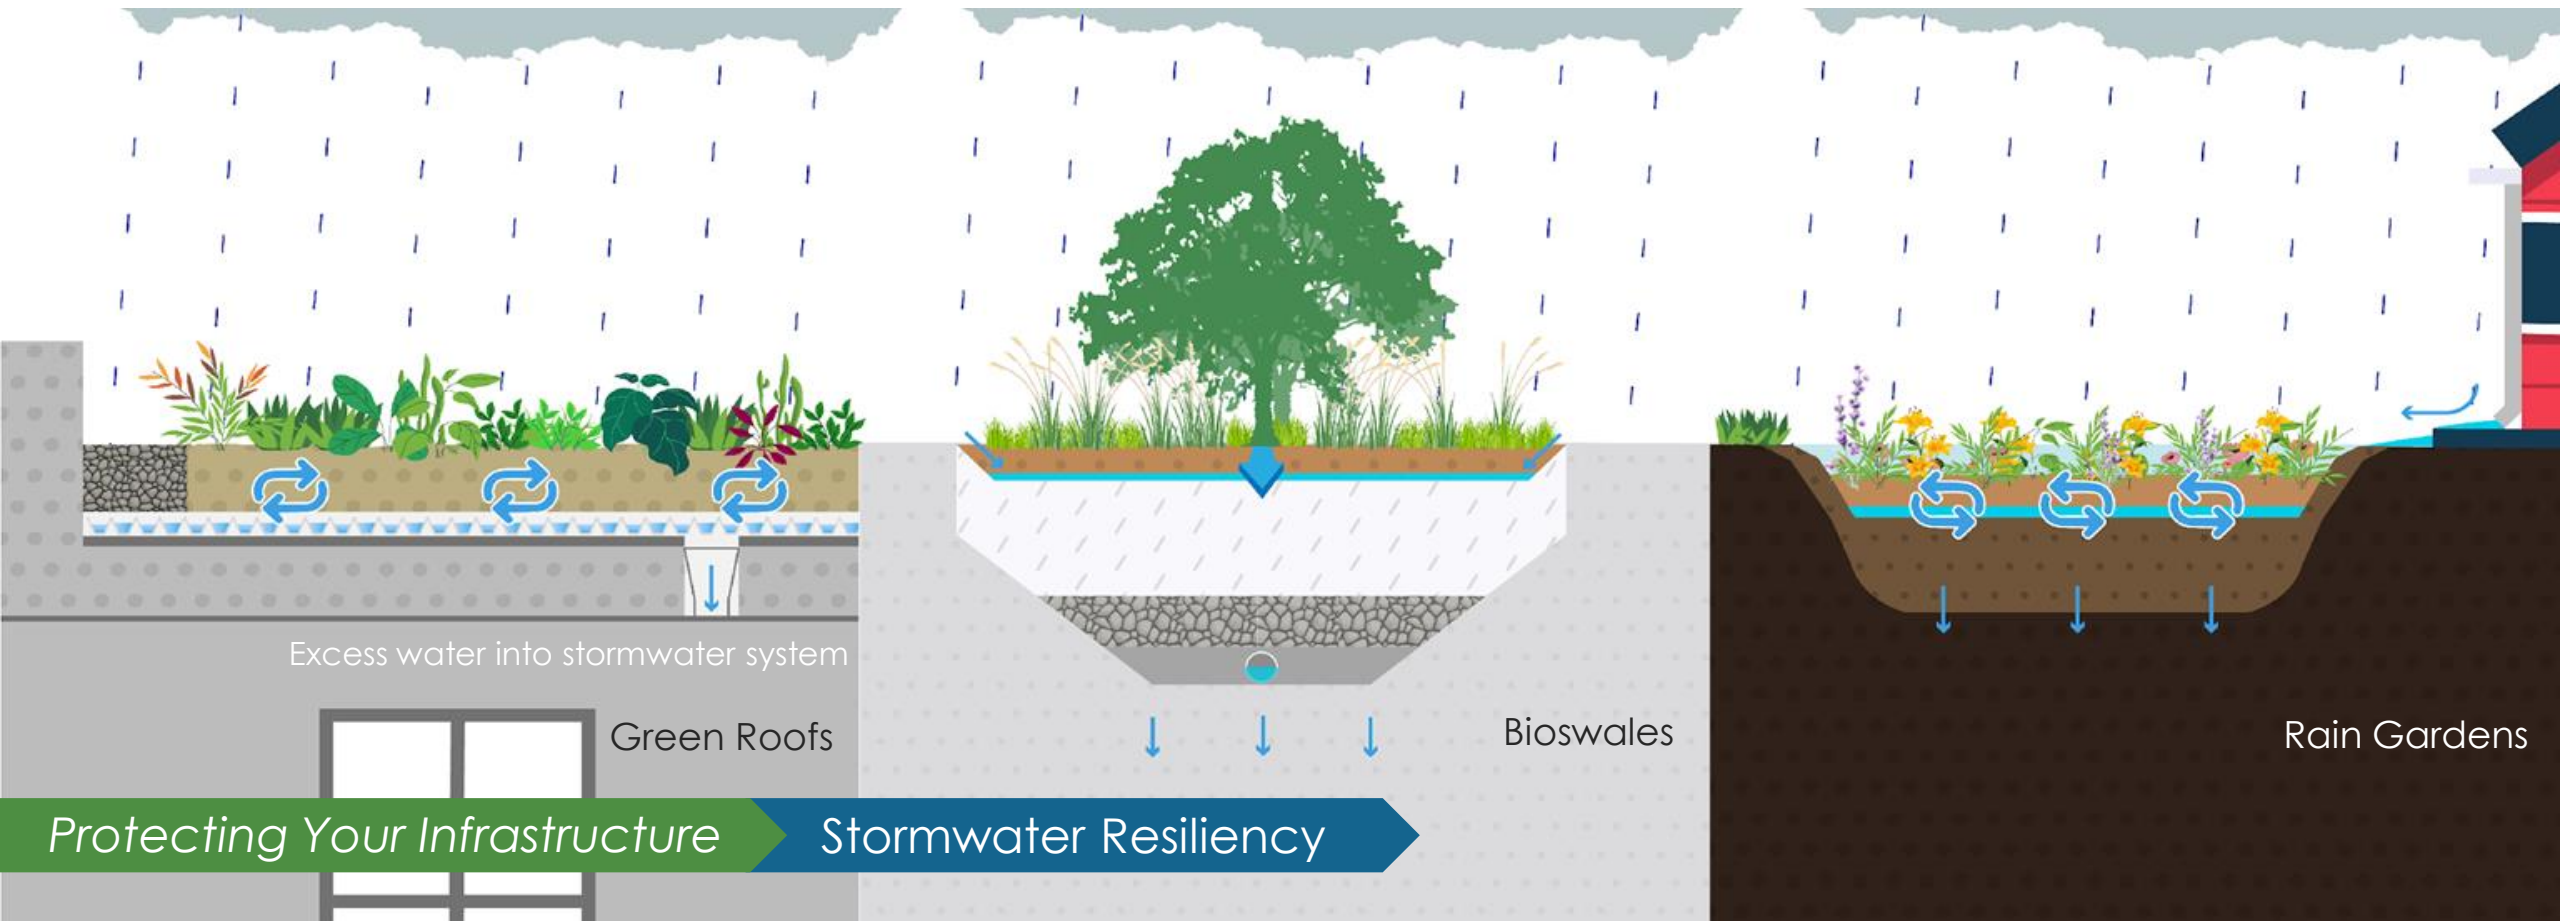 Excess water into stormwater system
Green Roofs
Bioswales
Rain Gardens
Protecting Your Infrastructure
Stormwater Resiliency